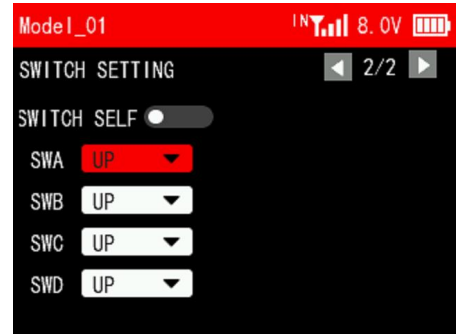 Model_01 IN 8.0V
SWITCH SETTING 2/2
SWITCH SELF
SWA UP
SWB UP
SWC UP
SWD UP